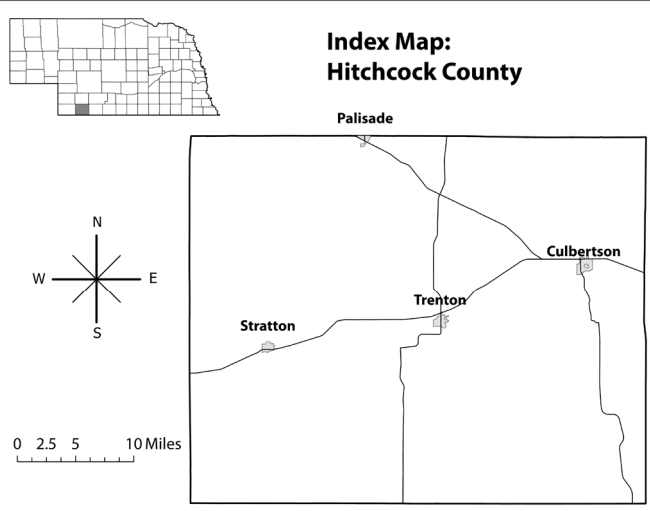 Index Map:
Hitchcock County
Palisade
N
W
E
S
Culbertson
Trenton
Stratton
0 2.5 5 10 Miles